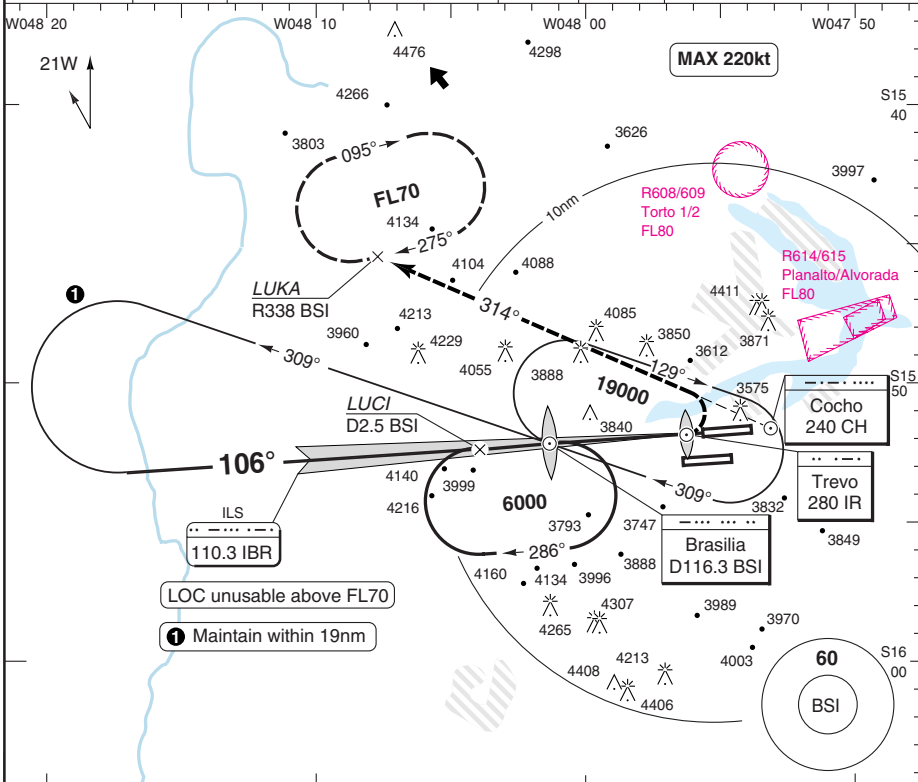 W048 20
W048 10
W048 00
W047 50
4476
4298
MAX 220kt
21W
4266
S15
40
3803
095°
3626
FL70
3997
10nm
R608/609
Torto 1/2
FL80
4134
275°
R614/615
Planalto/Alvorada
FL80
4104
4088
LUKA
R338 BSI
1
314°
4411
3871
4213
4085
3850
3960
4229
4055
3612
309°
3888
129°
19000
3575
S15
50
Cocho
240 CH
LUCI
D2.5 BSI
3840
106°
4140
3999
4216
6000
309°
Trevo
280 IR
ILS
110.3 IBR
3793
3747
3832
3849
286°
Brasilia
D116.3 BSI
3888
4160
4134
3996
LOC unusable above FL70
4265
4307
3989
3970
1 Maintain within 19nm
4003
S16
00
4408
4213
4406
60
BSI